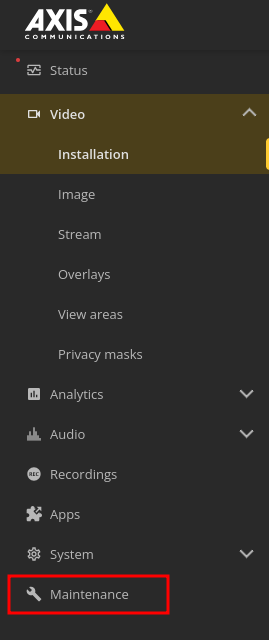 AXIS
COMMUNICATIONS
Status
Video
Installation
Image
Stream
Overlays
View areas
Privacy masks
Analytics
Audio
REC Recordings
Apps
System
Maintenance